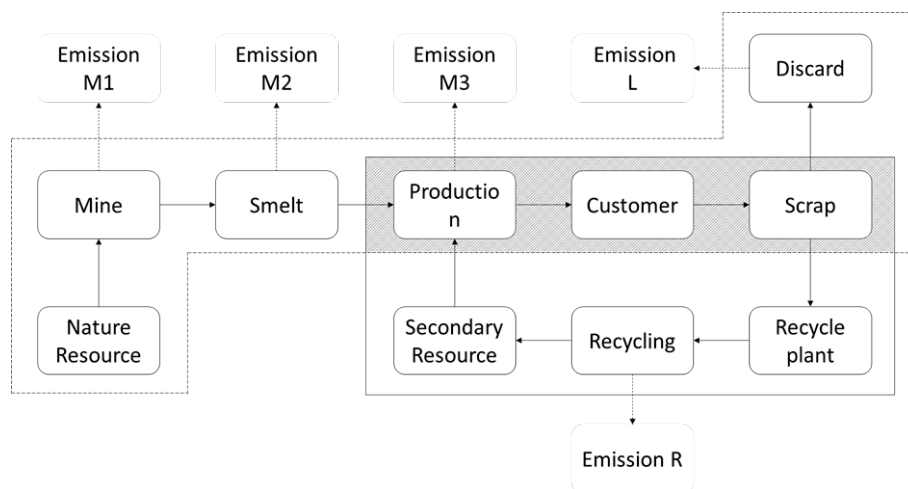 Emission
M1
Emission
M2
Emission
M3
Emission
L
Discard
Mine
Smelt
Productio
n
Customer
Scrap
Nature
Resource
Secondary
Resource
Recycling
Recycle
plant
Emission R